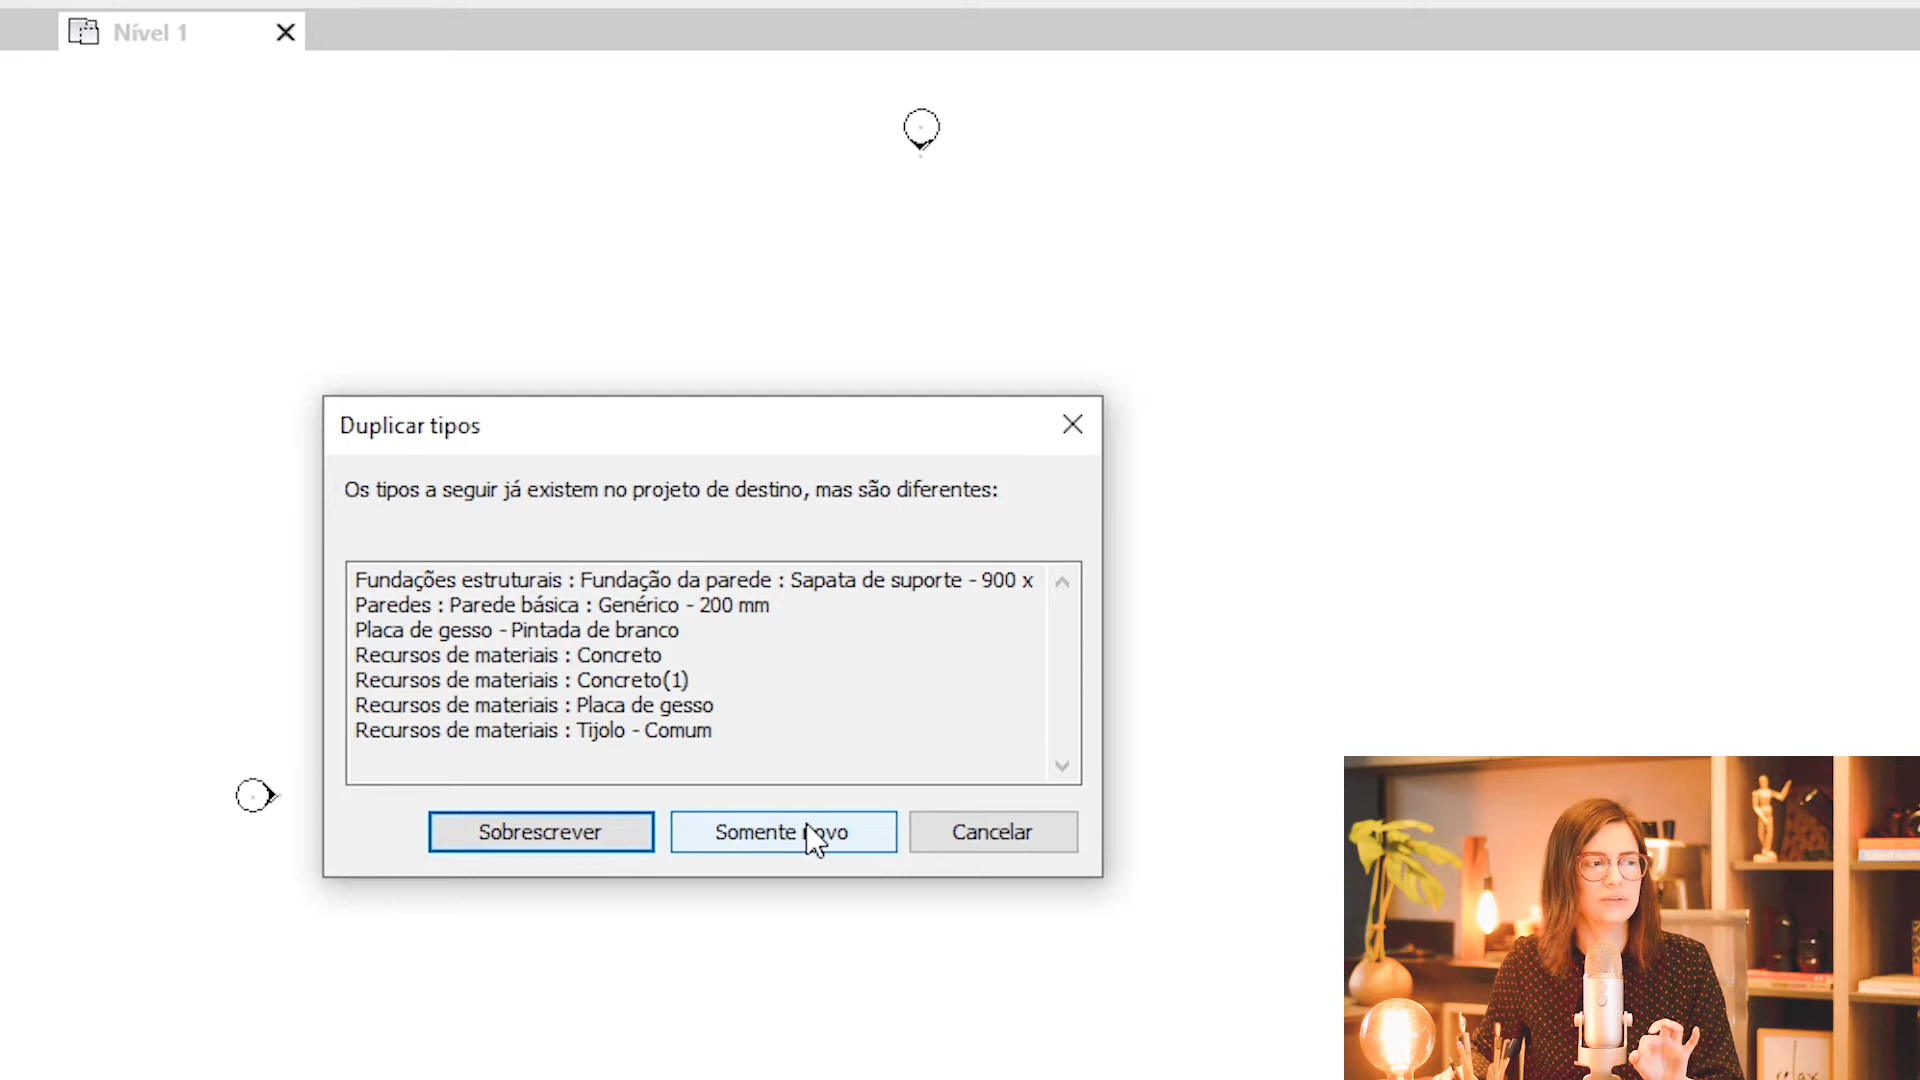 Nível 1
Duplicar tipos
Os tipos a seguir já existem no projeto de destino, mas são diferentes:
Fundações estruturais : Fundação da parede : Sapata de suporte - 900 x
Paredes : Parede básica : Genérico - 200 mm
Placa de gesso - Pintada de branco
Recursos de materiais : Concreto
Recursos de materiais : Concreto(1)
Recursos de materiais : Placa de gesso
Recursos de materiais : Tijolo - Comum
Sobrescrever
Somente novo
Cancelar